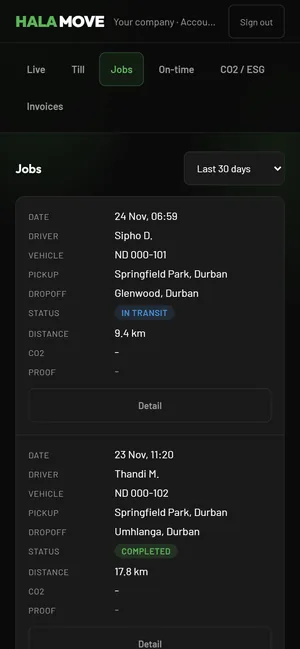 HALAMOVE Your company · Accou... Sign out
Live Till Jobs On-time CO2 / ESG
Invoices
Jobs Last 30 days
DATE 24 Nov, 06:59
DRIVER Sipho D.
VEHICLE ND 000-101
PICKUP Springfield Park, Durban
DROPOFF Glenwood, Durban
STATUS IN TRANSIT
DISTANCE 9.4 km
CO2 -
PROOF -
Detail
DATE 23 Nov, 11:20
DRIVER Thandi M.
VEHICLE ND 000-102
PICKUP Springfield Park, Durban
DROPOFF Umhlanga, Durban
STATUS COMPLETED
DISTANCE 17.8 km
CO2 -
PROOF -
Detail